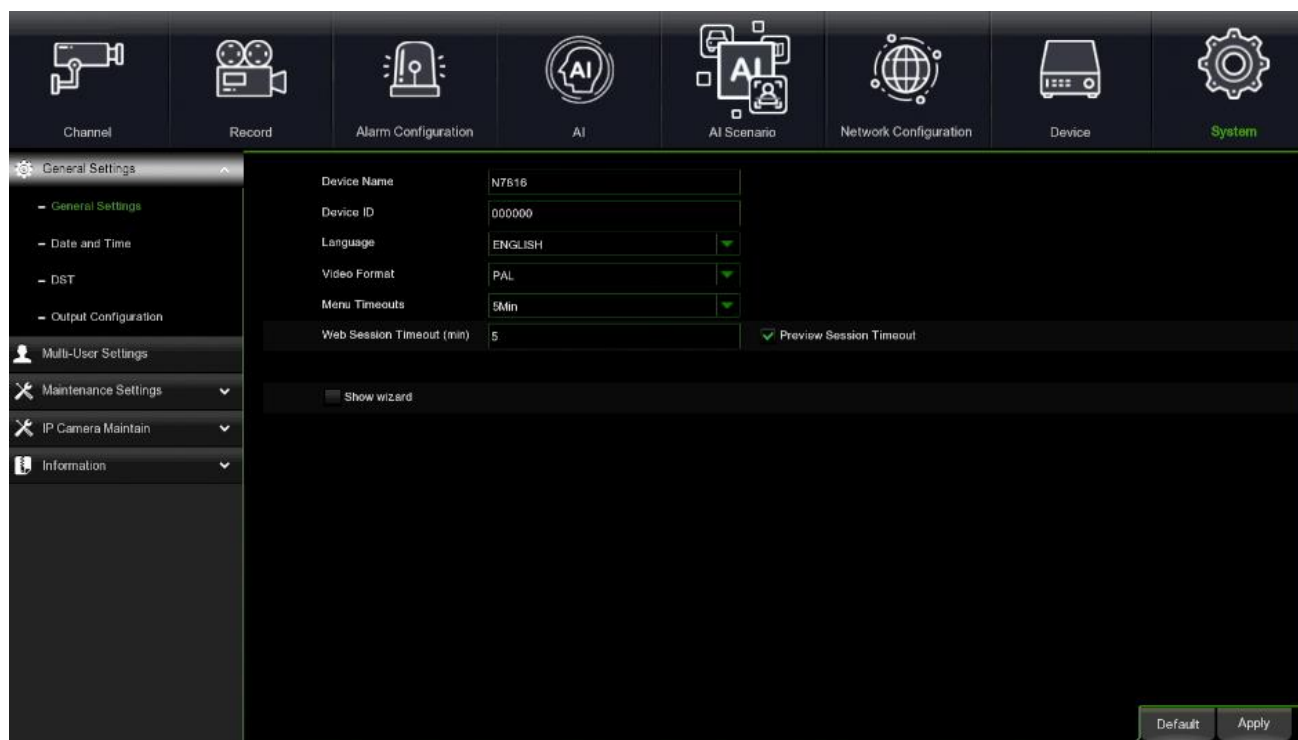 AI
AI
Channel
Record
Alarm Configuration
AI
AI Scenario
Network Configuration
Device
System
General Settings
General Settings
Date and Time
DST
Output Configuration
Multi-User Settings
Maintenance Settings
IP Camera Maintain
Information
Device Name N7816
Device ID 000000
Language ENGLISH
Video Format PAL
Menu Timeouts 5Min
Web Session Timeout (min) 5 Preview Session Timeout
Show wizard
Default Apply